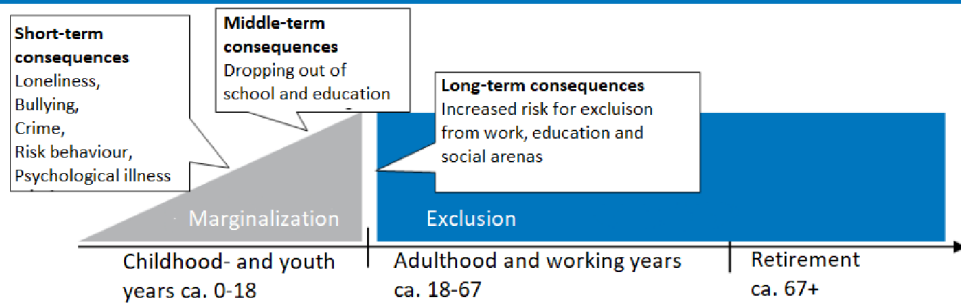 Short-term
consequences
Loneliness,
Bullying,
Crime,
Risk behaviour,
Psychological illness
Middle-term
consequences
Dropping out of
school and education
Long-term consequences
Increased risk for excluison
from work, education and
social arenas
Marginalization
Exclusion
Childhood- and youth
years ca. 0-18
Adulthood and working years
ca. 18-67
Retirement
ca. 67+